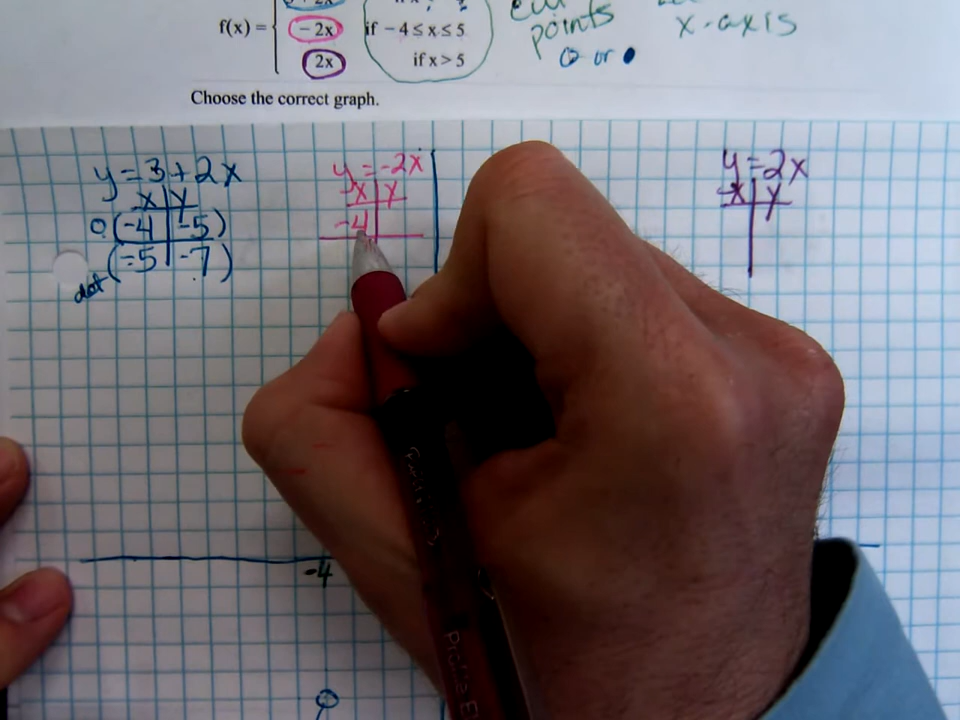 f(x) =
- 2x if - 4 ≤ x ≤ 5
2x if x > 5
points
or
x-axis
Choose the correct graph.
y = 3 + 2x
x y
(-4 -5)
(-5 -7)
dot
y = -2x
x y
-4
y = 2x
x y
-4